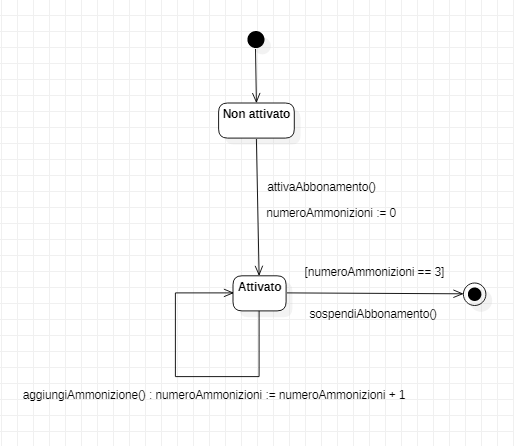 Non attivato
attivaAbbonamento()
numeroAmmonizioni := 0
[numeroAmmonizioni == 3]
Attivato
sospendiAbbonamento()
aggiungiAmmonizione() : numeroAmmonizioni := numeroAmmonizioni + 1